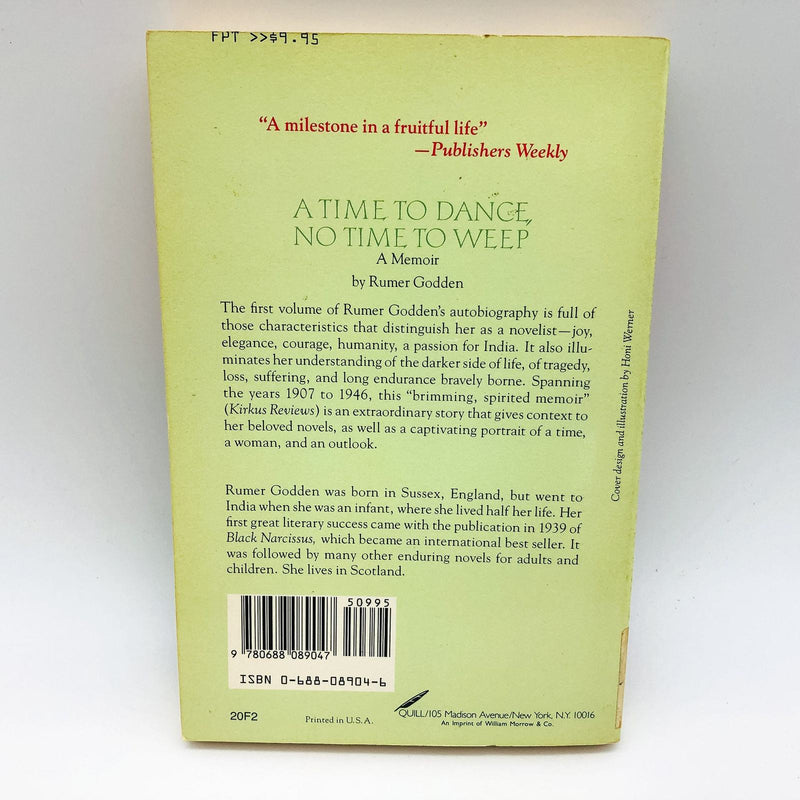 FPT >>$9.95
“A milestone in a fruitful life”
—Publishers Weekly
A TIME TO DANCE,
NO TIME TO WEEP
A Memoir
by Rumer Godden
The first volume of Rumer Godden's autobiography is full of
those characteristics that distinguish her as a novelist—joy,
elegance, courage, humanity, a passion for India. It also illu-
minates her understanding of the darker side of life, of tragedy,
loss, suffering, and long endurance bravely borne. Spanning
the years 1907 to 1946, this “brimming, spirited memoir”
(Kirkus Reviews) is an extraordinary story that gives context to
her beloved novels, as well as a captivating portrait of a time,
a woman, and an outlook.
Rumer Godden was born in Sussex, England, but went to
India when she was an infant, where she lived half her life. Her
first great literary success came with the publication in 1939 of
Black Narcissus, which became an international best seller. It
was followed by many other enduring novels for adults and
children. She lives in Scotland.
Cover design and illustration by Honi Werner
50995
9 780688 089047
ISBN 0-688-08904-6
20F2
Printed in U.S.A.
QUILL/105 Madison Avenue/New York, N.Y. 10016
An Imprint of William Morrow & Co.